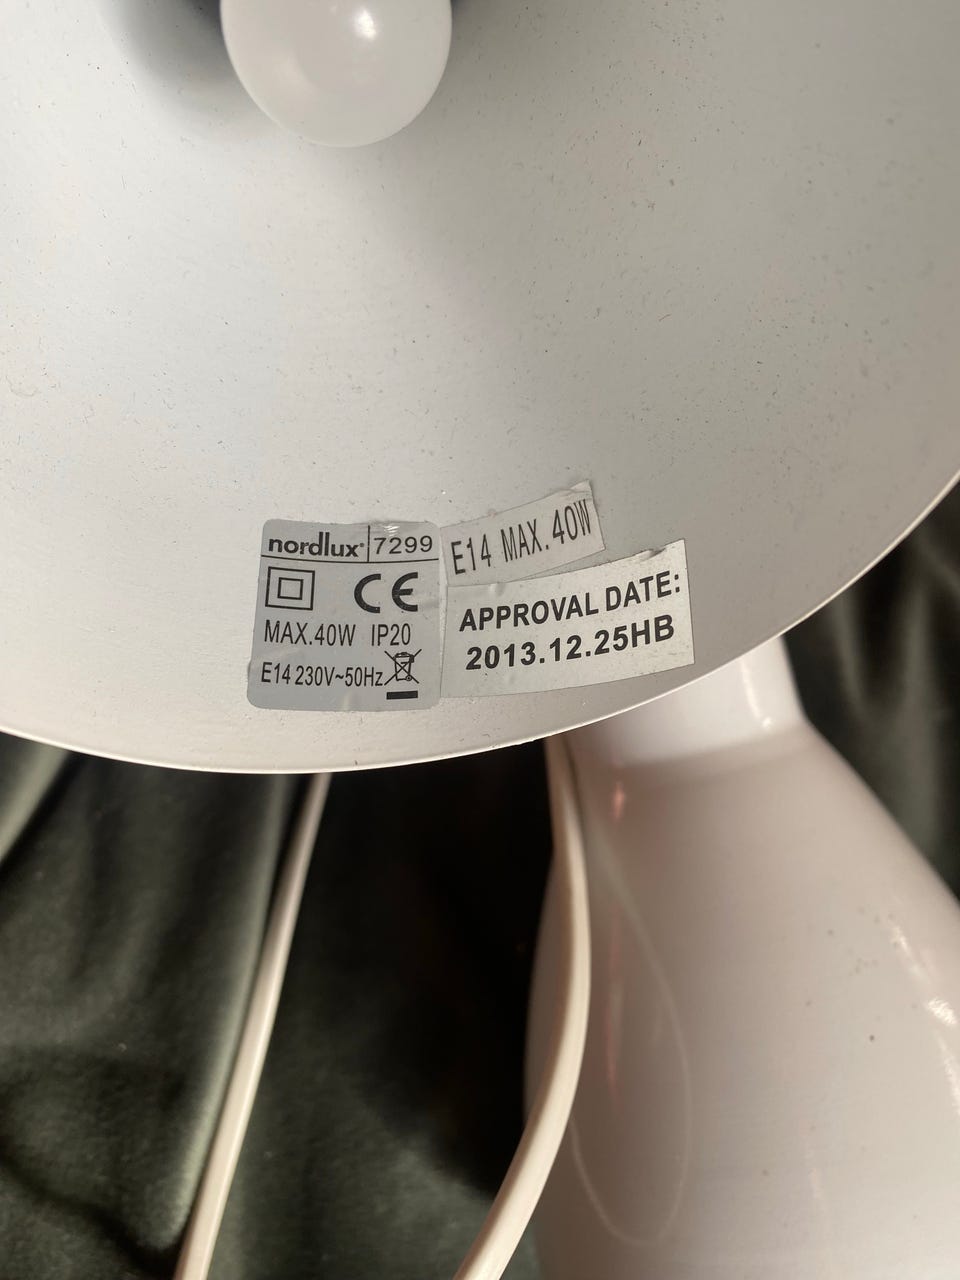 nordlux® 7299
CE
MAX.40W IP20
E14 230V~50Hz
E14 MAX. 40W
APPROVAL DATE:
2013.12.25HB